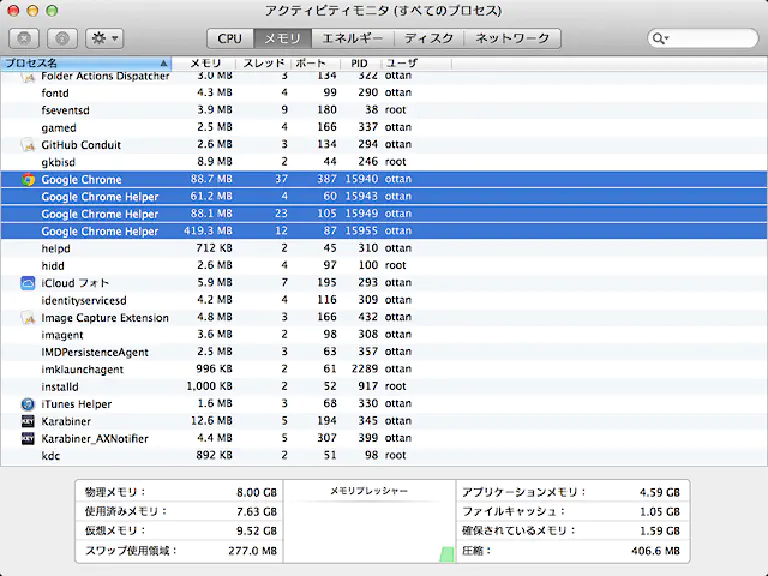 アクティビティモニタ (すべてのプロセス)
CPU メモリ エネルギー ディスク ネットワーク
プロセス名 メモリ スレッド ポート PID ユーザ
Folder Actions Dispatcher 3.0 MB 3 134 322 ottan
fontd 4.3 MB 4 99 290 ottan
fseventsd 3.9 MB 9 180 38 root
gamed 2.5 MB 4 166 337 ottan
GitHub Conduit 2.6 MB 3 134 294 ottan
gkbisd 8.9 MB 2 44 246 root
Google Chrome 88.7 MB 37 387 15940 ottan
Google Chrome Helper 61.2 MB 4 60 15943 ottan
Google Chrome Helper 88.1 MB 23 105 15949 ottan
Google Chrome Helper 419.3 MB 12 87 15955 ottan
helpd 712 KB 2 45 310 ottan
hidd 2.6 MB 4 97 100 root
iCloud フォト 5.9 MB 7 195 293 ottan
identityservicesd 4.2 MB 4 116 309 ottan
Image Capture Extension 4.8 MB 3 166 432 ottan
imagent 3.6 MB 2 98 308 ottan
IMDPersistenceAgent 2.5 MB 3 63 357 ottan
imklaunchagent 996 KB 2 61 2289 ottan
installd 1,000 KB 2 52 917 root
iTunes Helper 1.6 MB 3 68 330 ottan
KEY Karabiner 12.6 MB 5 194 345 ottan
KEY Karabiner_AXNotifier 4.4 MB 5 307 399 ottan
kdc 892 KB 2 51 98 root
物理メモリ： 8.00 GB
使用済みメモリ： 7.63 GB
仮想メモリ： 9.52 GB
スワップ使用領域： 277.0 MB
メモリプレッシャー
アプリケーションメモリ： 4.59 GB
ファイルキャッシュ： 1.05 GB
確保されているメモリ： 1.59 GB
圧縮： 406.6 MB